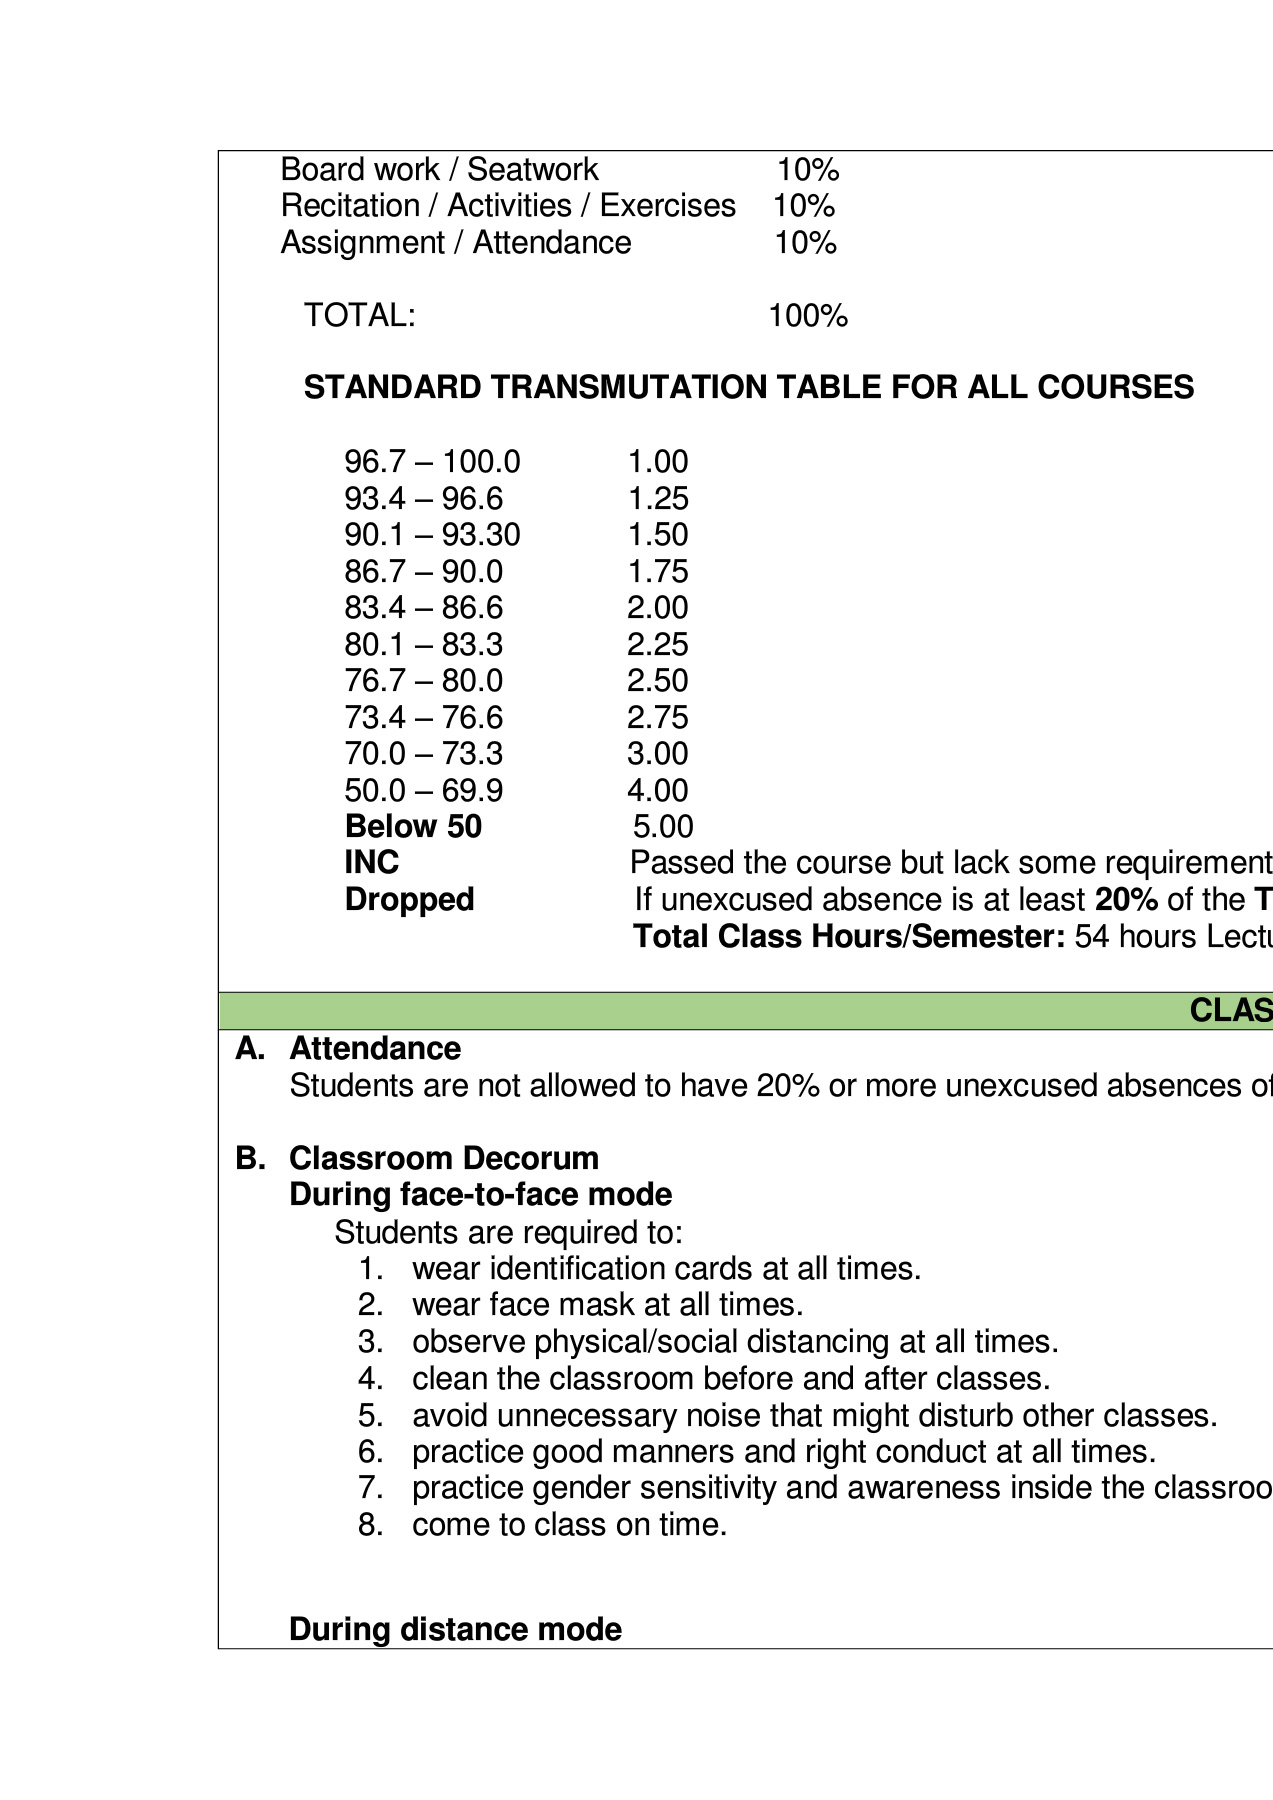 Board work / Seatwork 10%
Recitation / Activities / Exercises 10%
Assignment / Attendance 10%
TOTAL: 100%
STANDARD TRANSMUTATION TABLE FOR ALL COURSES
96.7 – 100.0 1.00
93.4 – 96.6 1.25
90.1 – 93.30 1.50
86.7 – 90.0 1.75
83.4 – 86.6 2.00
80.1 – 83.3 2.25
76.7 – 80.0 2.50
73.4 – 76.6 2.75
70.0 – 73.3 3.00
50.0 – 69.9 4.00
Below 50 5.00
INC Passed the course but lack some requirement
Dropped If unexcused absence is at least 20% of the T
Total Class Hours/Semester: 54 hours Lectu
CLAS
A. Attendance
Students are not allowed to have 20% or more unexcused absences of
B. Classroom Decorum
During face-to-face mode
Students are required to:
1. wear identification cards at all times.
2. wear face mask at all times.
3. observe physical/social distancing at all times.
4. clean the classroom before and after classes.
5. avoid unnecessary noise that might disturb other classes.
6. practice good manners and right conduct at all times.
7. practice gender sensitivity and awareness inside the classroo
8. come to class on time.
During distance mode